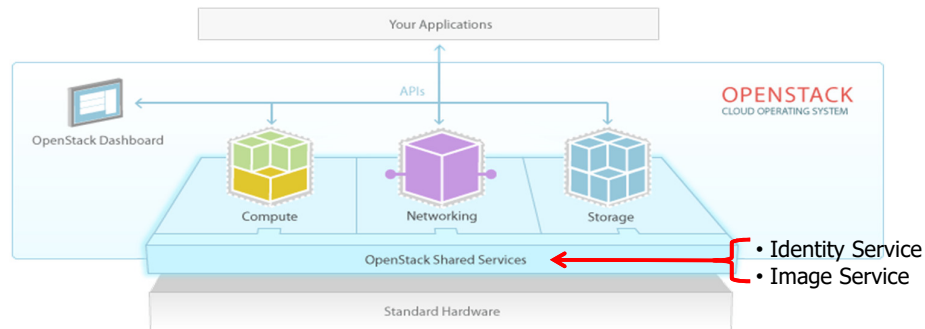 Your Applications
APIs
OPENSTACK
CLOUD OPERATING SYSTEM
OpenStack Dashboard
Compute
Networking
Storage
OpenStack Shared Services
• Identity Service
• Image Service
Standard Hardware